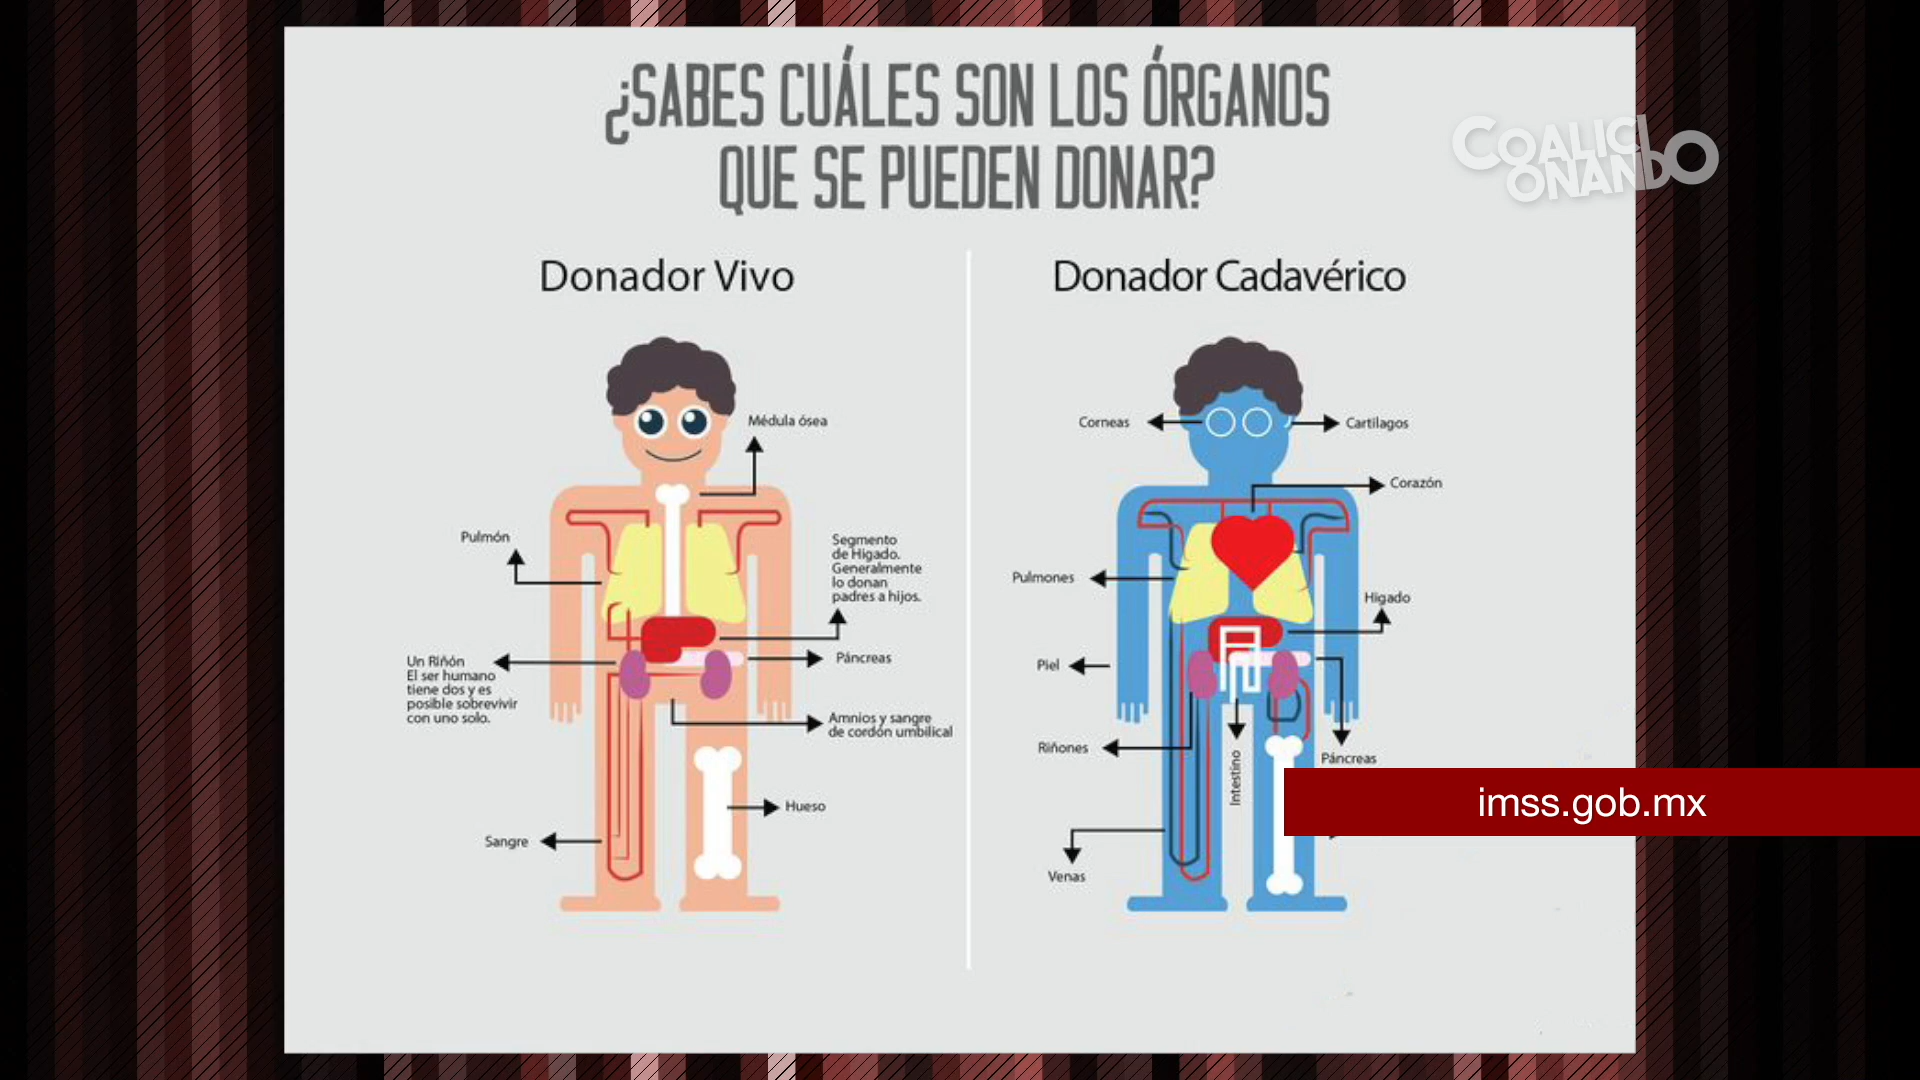 ¿SABES CUÁLES SON LOS ÓRGANOS
QUE SE PUEDEN DONAR?
COALICI
ONANDO
Donador Vivo
Médula ósea
Pulmón
Segmento
de Higado.
Generalmente
lo donan
padres a hijos.
Un Riñón
El ser humano
tiene dos y es
posible sobrevivir
con uno solo.
Páncreas
Amnios y sangre
de cordón umbilical
Hueso
Sangre
Donador Cadavérico
Corneas
Cartilagos
Corazón
Pulmones
Higado
Piel
Riñones
Intestino
Páncreas
Venas
imss.gob.mx